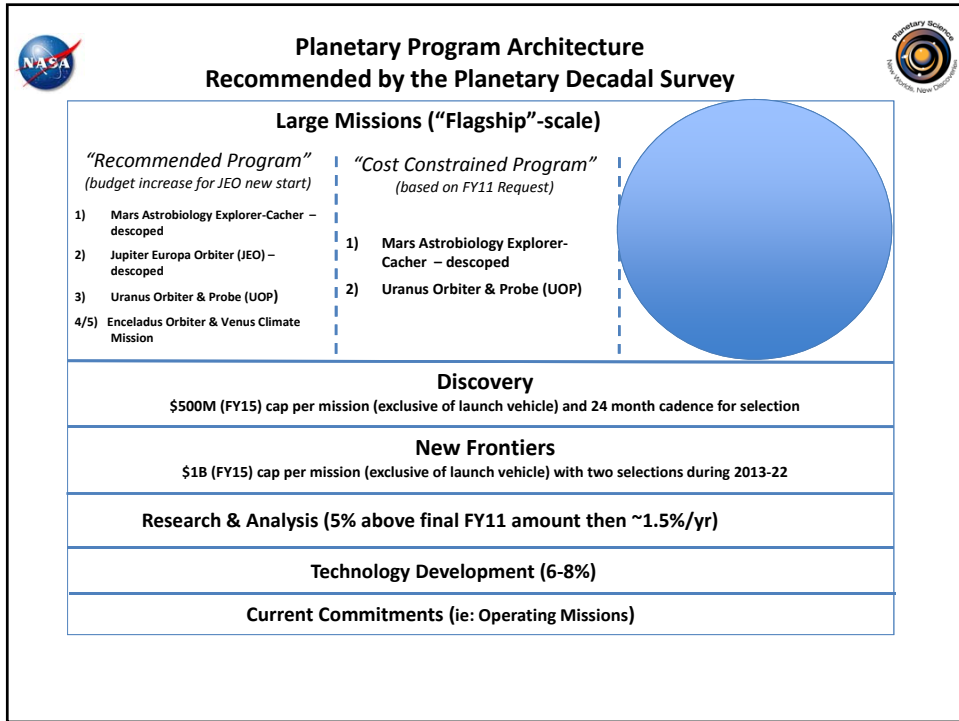 NASA
Planetary Science
New Worlds, New Discoveries
Planetary Program Architecture
Recommended by the Planetary Decadal Survey
Large Missions (“Flagship”-scale)
“Recommended Program”
(budget increase for JEO new start)
1) Mars Astrobiology Explorer-Cacher –
descoped
2) Jupiter Europa Orbiter (JEO) –
descoped
3) Uranus Orbiter & Probe (UOP)
4/5) Enceladus Orbiter & Venus Climate
Mission
“Cost Constrained Program”
(based on FY11 Request)
1) Mars Astrobiology Explorer-
Cacher – descoped
2) Uranus Orbiter & Probe (UOP)
Discovery
$500M (FY15) cap per mission (exclusive of launch vehicle) and 24 month cadence for selection
New Frontiers
$1B (FY15) cap per mission (exclusive of launch vehicle) with two selections during 2013-22
Research & Analysis (5% above final FY11 amount then ~1.5%/yr)
Technology Development (6-8%)
Current Commitments (ie: Operating Missions)